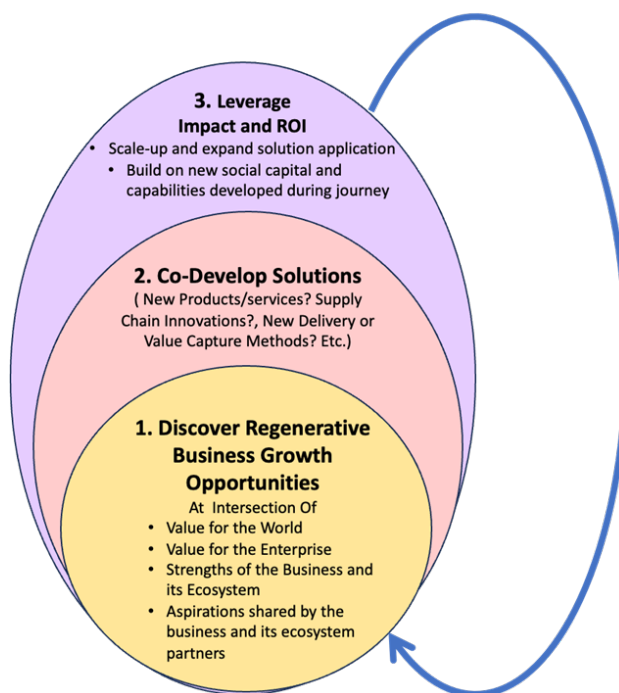 3. Leverage
Impact and ROI
• Scale-up and expand solution application
• Build on new social capital and
capabilities developed during journey
2. Co-Develop Solutions
( New Products/services? Supply
Chain Innovations?, New Delivery or
Value Capture Methods? Etc.)
1. Discover Regenerative
Business Growth
Opportunities
At Intersection Of
• Value for the World
• Value for the Enterprise
• Strengths of the Business and
its Ecosystem
• Aspirations shared by the
business and its ecosystem
partners